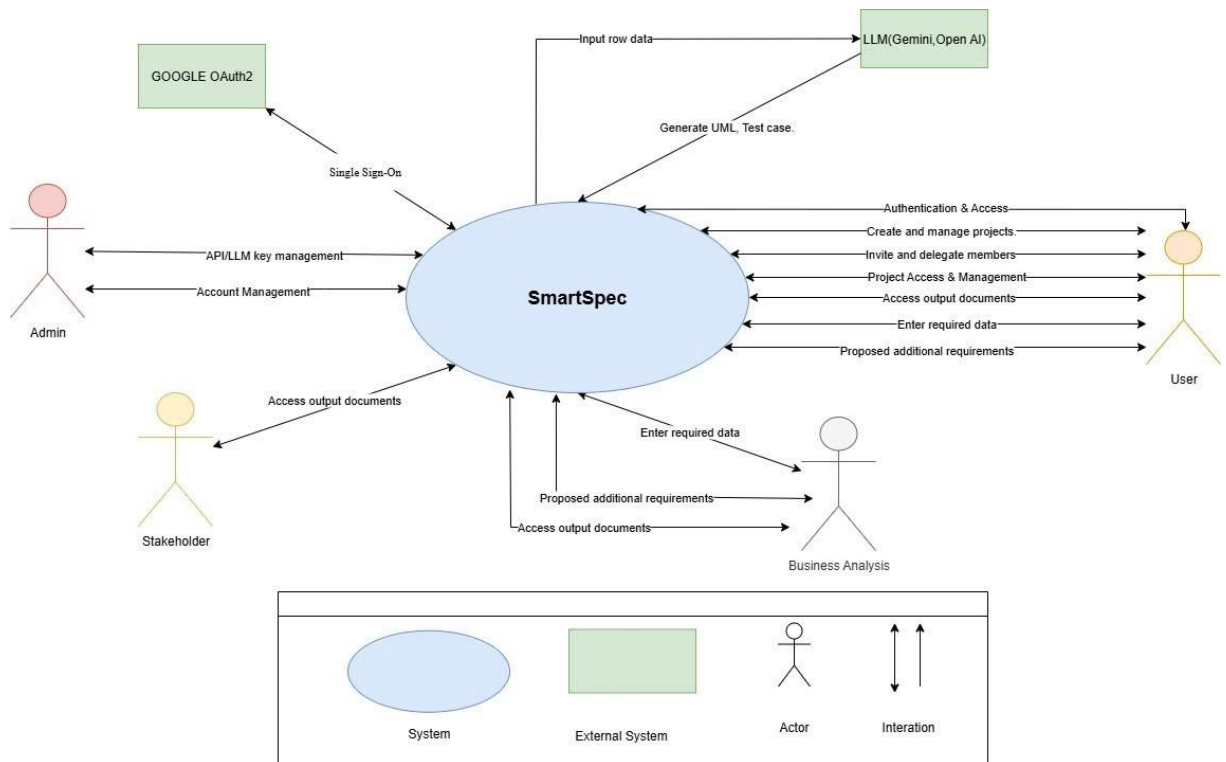 Input row data
LLM(Gemini,Open AI)
GOOGLE OAuth2
Generate UML, Test case.
Single Sign-On
Authentication & Access
Create and manage projects.
API/LLM key management
Invite and delegate members
Project Access & Management
Account Management
SmartSpec
Access output documents
Enter required data
Admin
Proposed additional requirements
User
Access output documents
Enter required data
Proposed additional requirements
Access output documents
Stakeholder
Business Analysis
System
External System
Actor
Interation